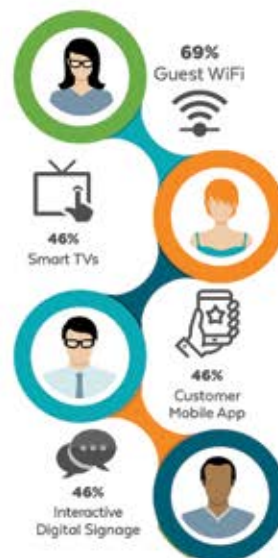 69%
Guest WiFi
46%
Smart TVs
46%
Customer
Mobile App
46%
Interactive
Digital Signage